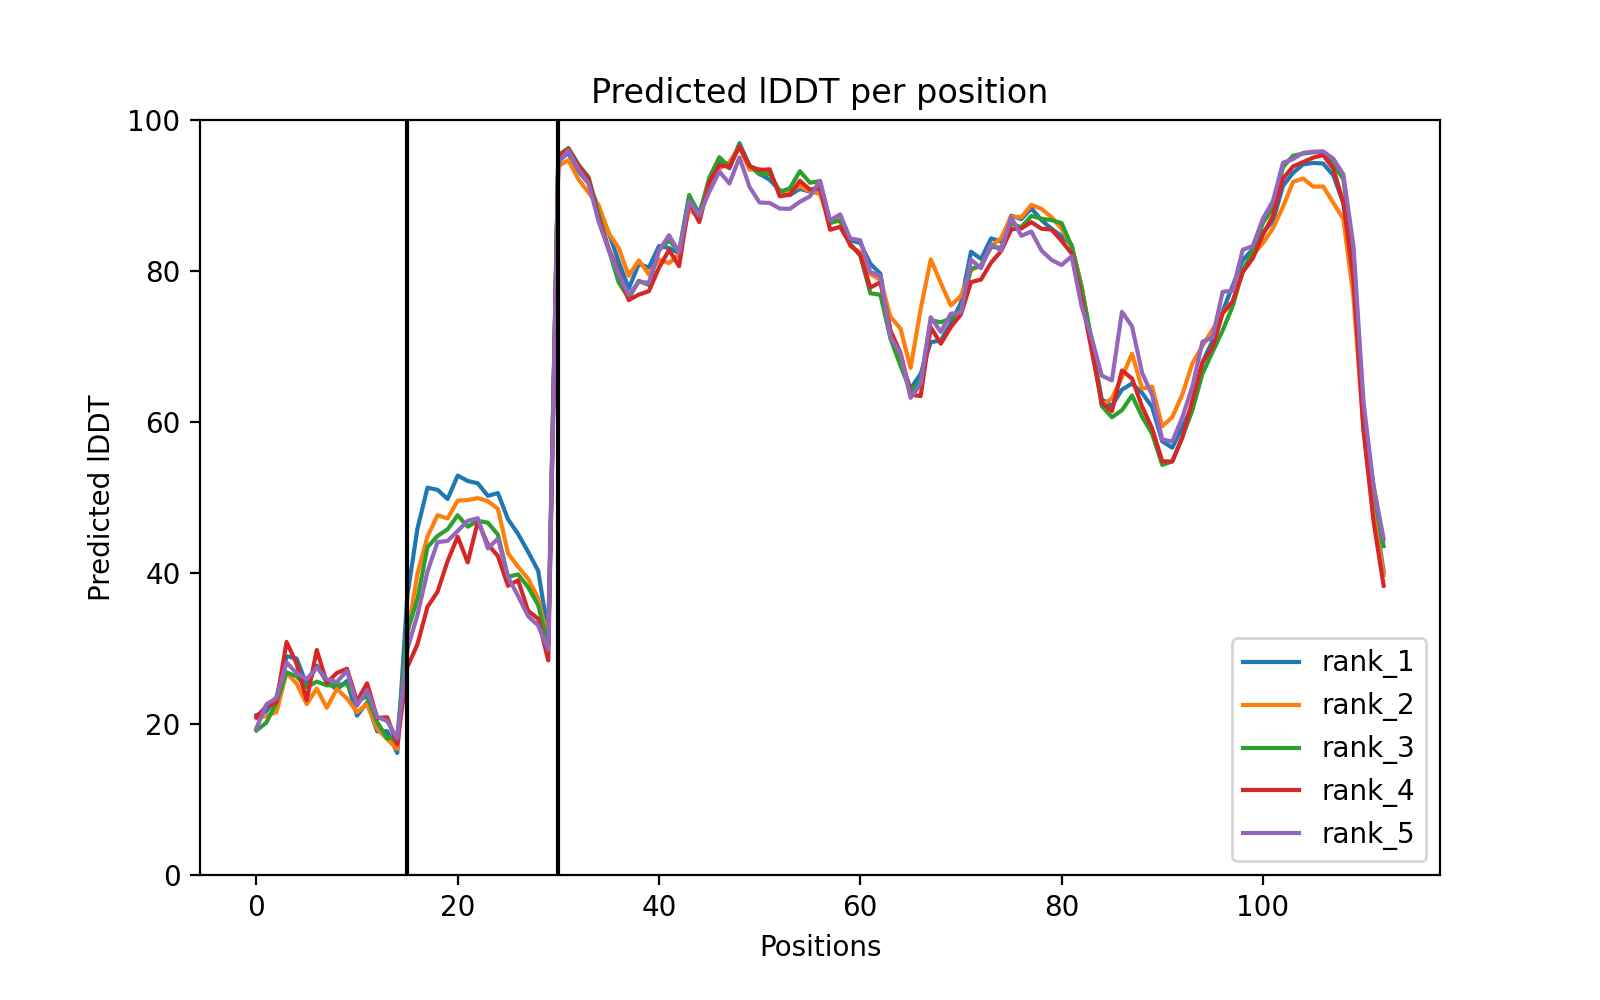 Predicted lDDT per position
100
80
60
40
20
0
Predicted lDDT
0 20 40 60 80 100
Positions
rank_1
rank_2
rank_3
rank_4
rank_5